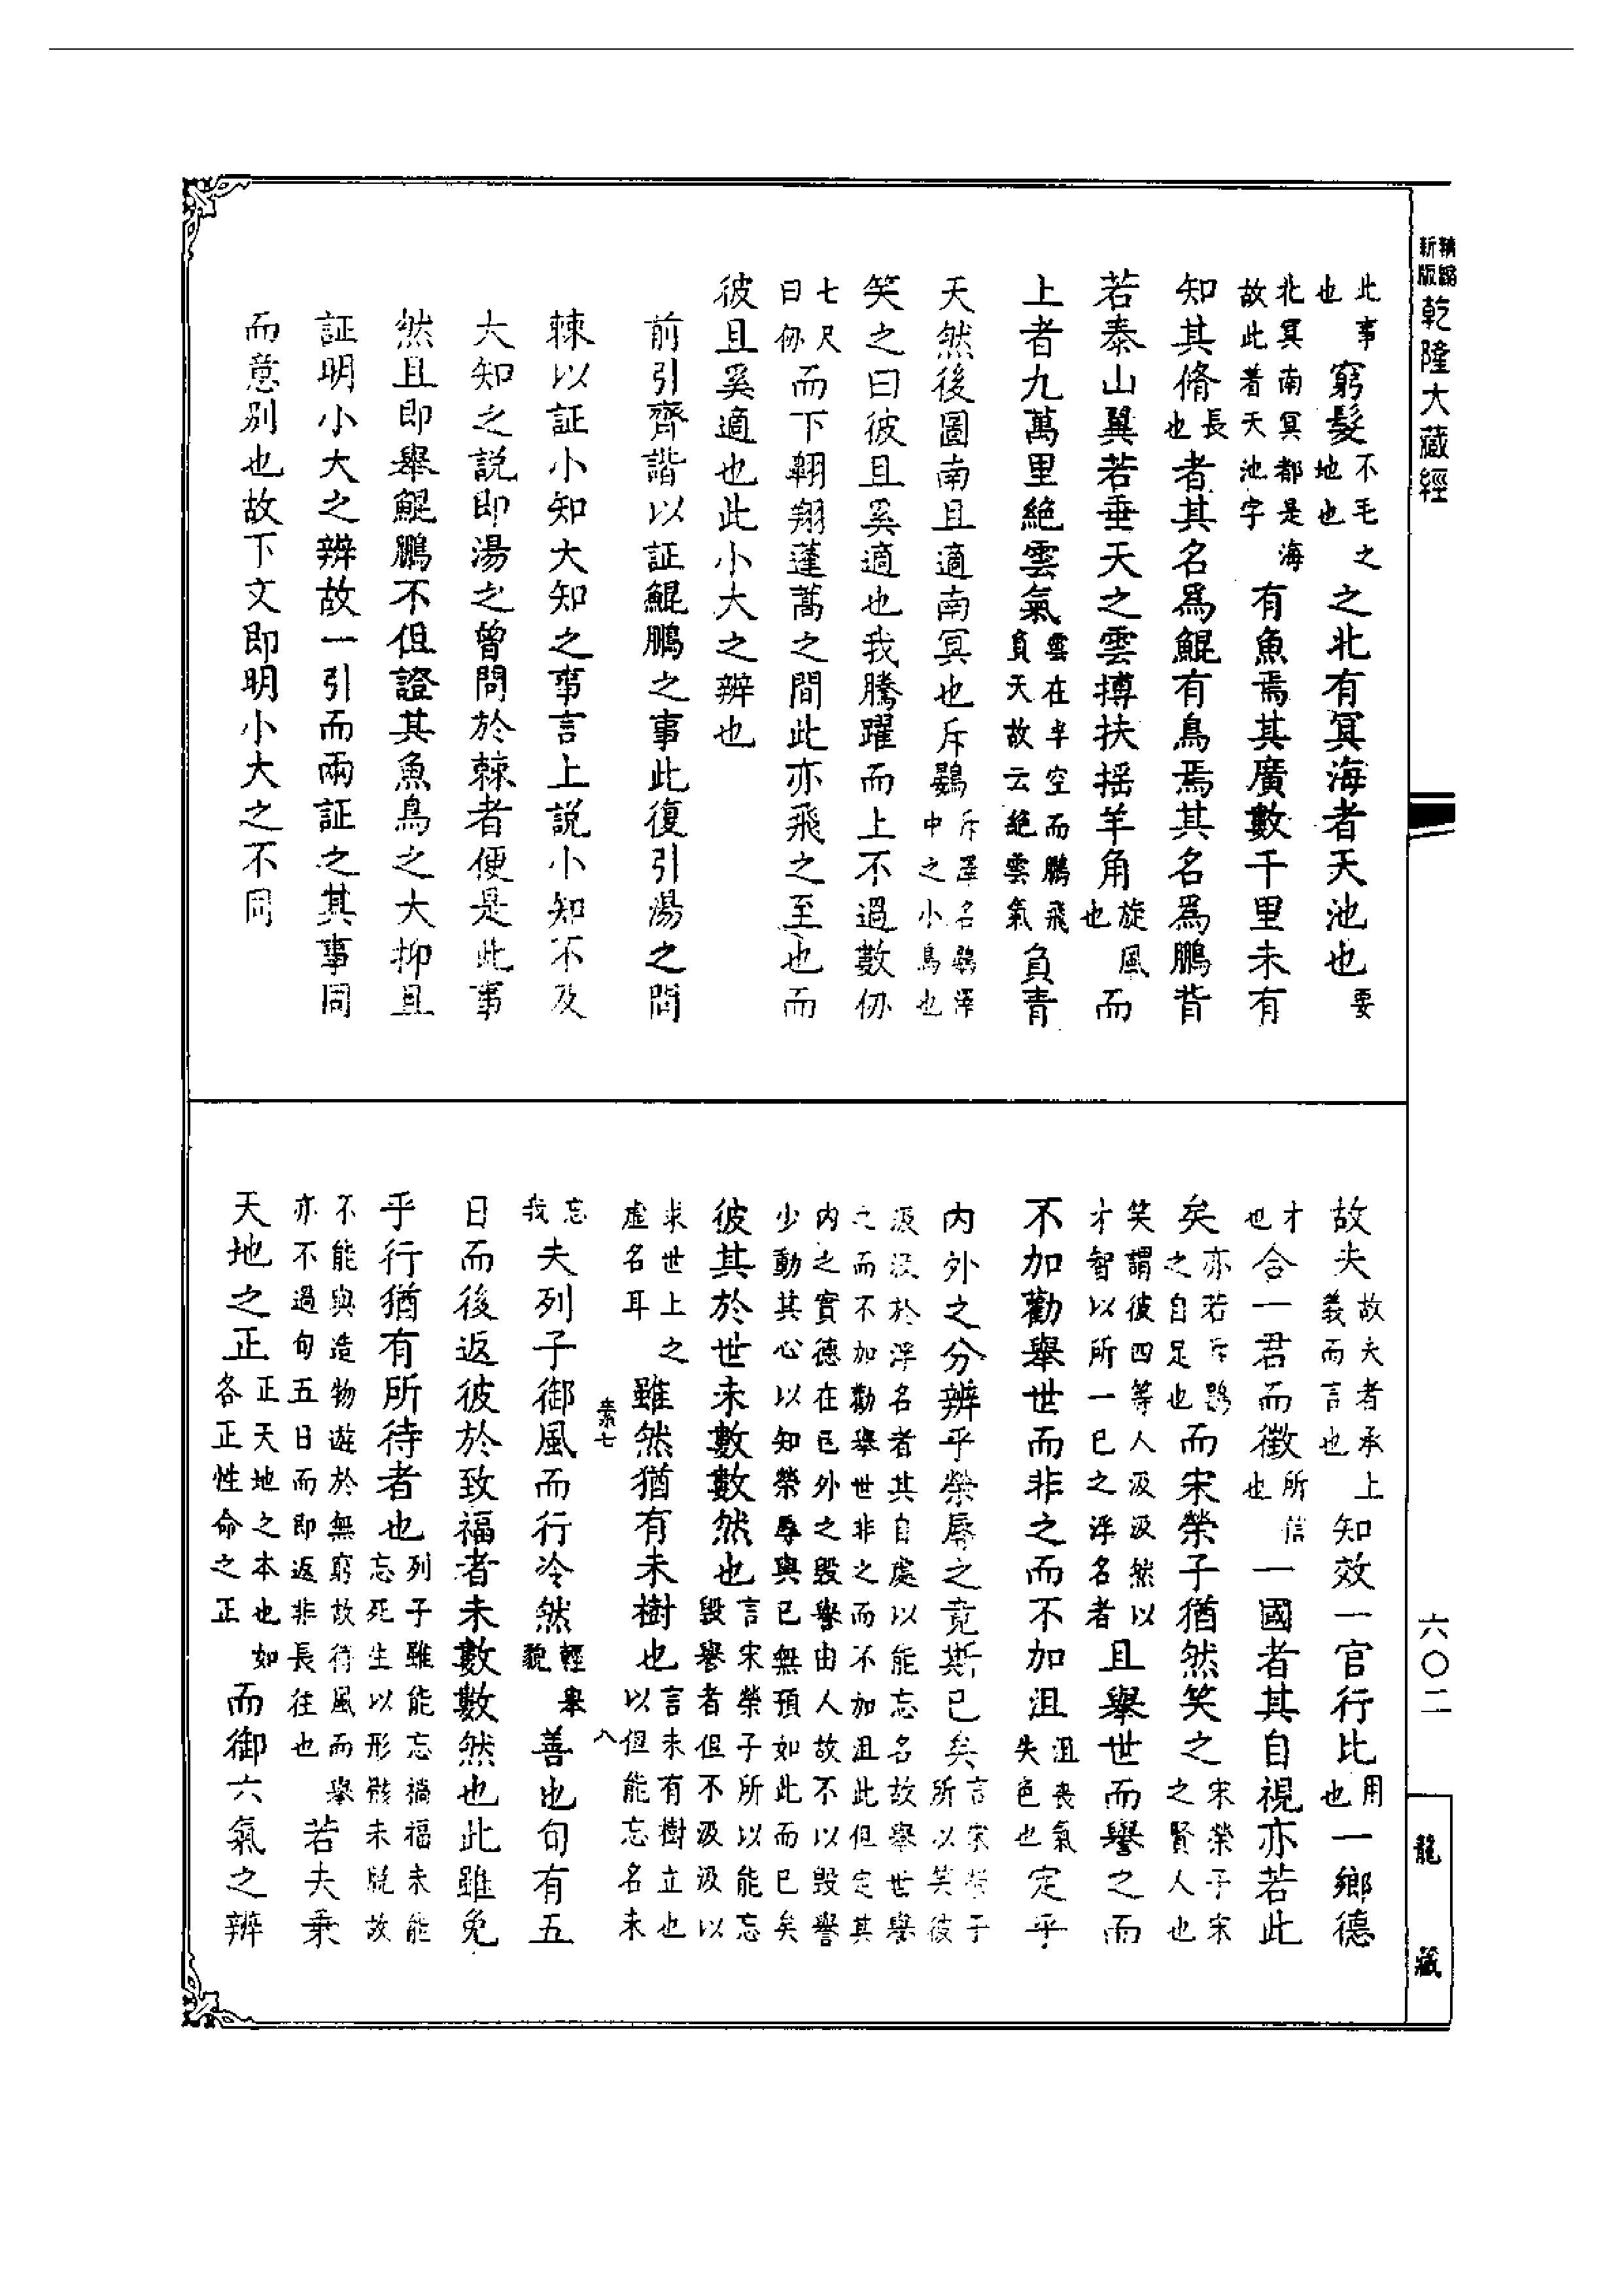 新版精縮乾隆大藏經
此事也窮髮不毛之地也之北有冥海者天池也要
北冥南冥都是海故此着天池字有魚焉其廣數千里未有
知其脩長也者其名爲鯤有鳥焉其名爲鵬背
若泰山翼若垂天之雲摶扶揺羊角旋風也而
上者九萬里絶雲氣雲在半空而鵬飛負天故云絶雲氣負青
天然後圖南且適南冥也斥鷃斥澤名鷃澤中之小鳥也
笑之曰彼且奚適也我騰躍而上不過數仞
七尺曰仞而下翱翔蓬蒿之間此亦飛之至也而
彼且奚適也此小大之辨也
前引齊諧以証鯤鵬之事此復引湯之問
棘以証小知大知之事言上説小知不及
大知之説即湯之曾問於棘者便是此事
然且即舉鯤鵬不但證其魚鳥之大抑且
証明小大之辨故一引而兩証之其事同
而意别也故下文即明小大之不同
六〇二
龍藏
故夫故夫者承上義而言也知效一官行比用也一鄉德
才也合一君而徵所信也一國者其自視亦若此
矣亦若斥鷃之自足也而宋榮子猶然笑之宋榮子宋之賢人也
笑謂彼四等人汲汲然以才智以所一己之浮名者且舉世而譽之而
不加勸舉世而非之而不加沮沮喪氣失色也定乎
内外之分辨乎榮辱之竟斯已矣言宋榮子所以笑彼
汲汲於浮名者其自處以能忘名故舉世譽之而不加勸舉世非之而不加沮此但定其
内之實德在己外之毀譽由人故不以毀譽少動其心以知榮辱與己無預如此而已矣
彼其於世未數數然也言宋榮子所以能忘毀譽者但不汲汲以
求世上之虛名耳雖然猶有未樹也言未有樹立也以但能忘名未
素七
八
忘我夫列子御風而行泠然輕舉貌善也旬有五
日而後返彼於致福者未數數然也此雖免
乎行猶有所待者也列子雖能忘禍福未能忘死生以形骸未脱故
不能與造物遊於無窮故待風而舉亦不過旬五日而即返非長往也若夫乘
天地之正正天地之本也如各正性命之正而御六氣之辨